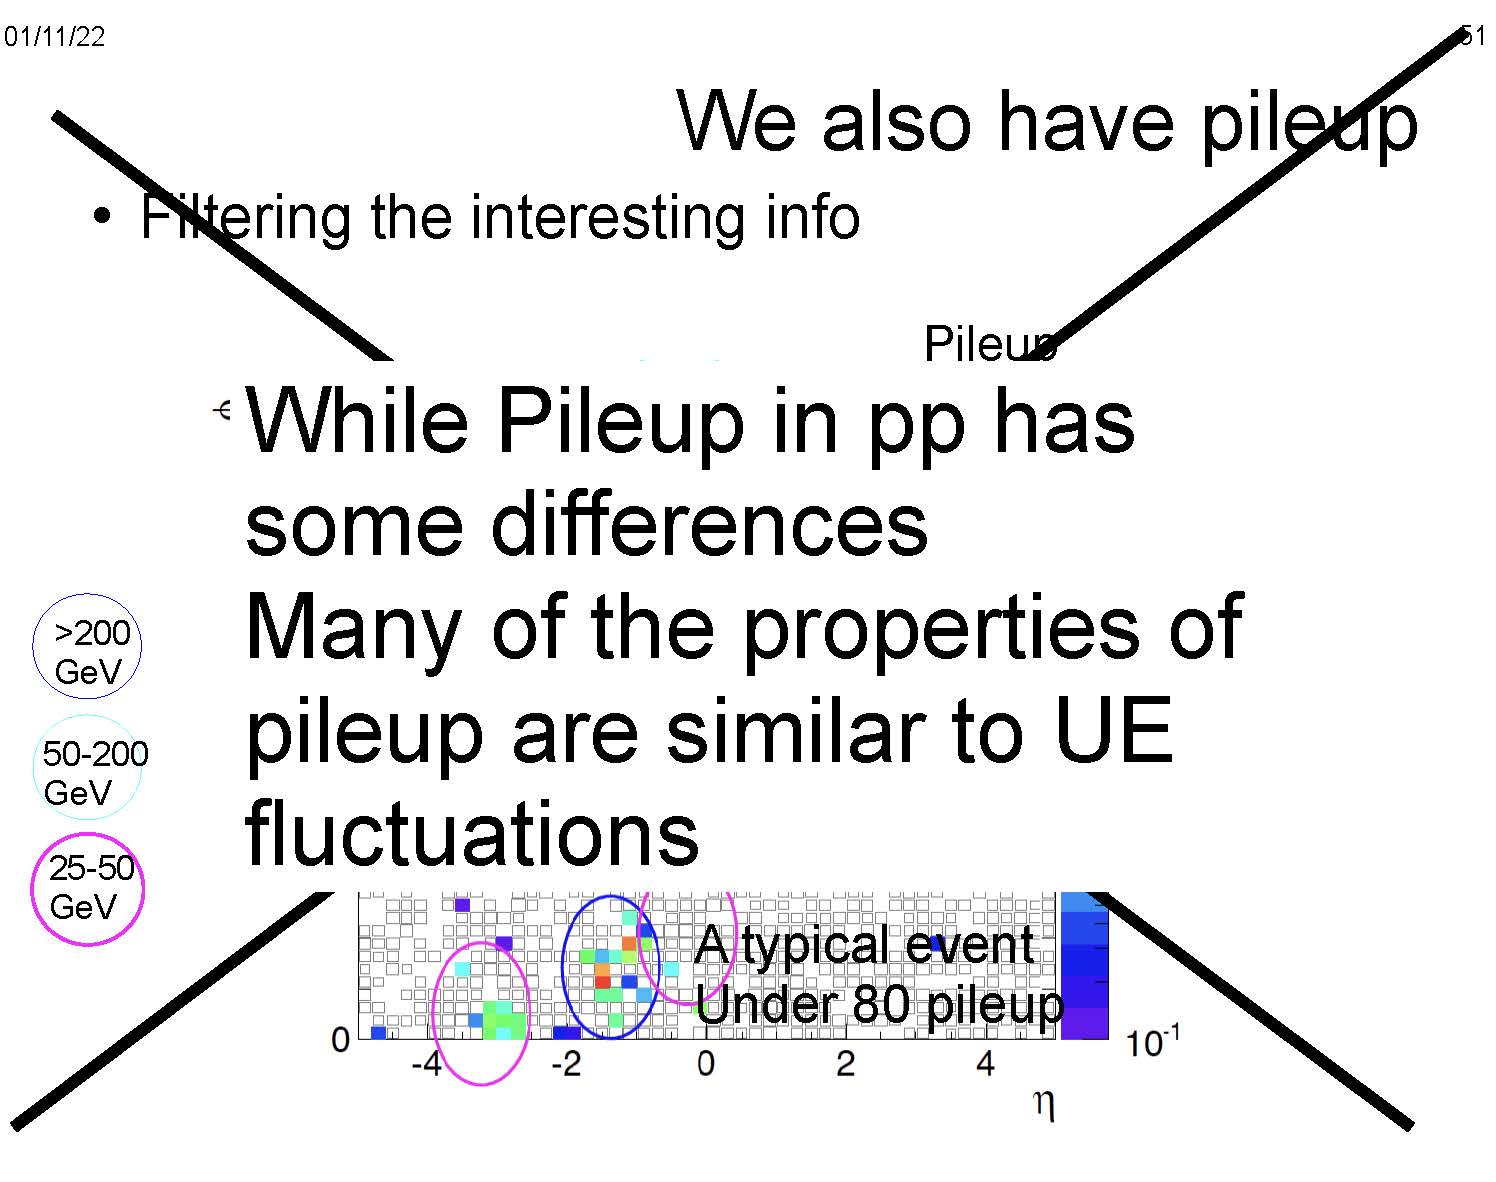 01/11/22
51
We also have pileup
• Filtering the interesting info
Pileup
ϕ
While Pileup in pp has
some differences
Many of the properties of
pileup are similar to UE
fluctuations
>200
GeV
50-200
GeV
25-50
GeV
A typical event
Under 80 pileup
0
-4 -2 0 2 4
10⁻¹
η